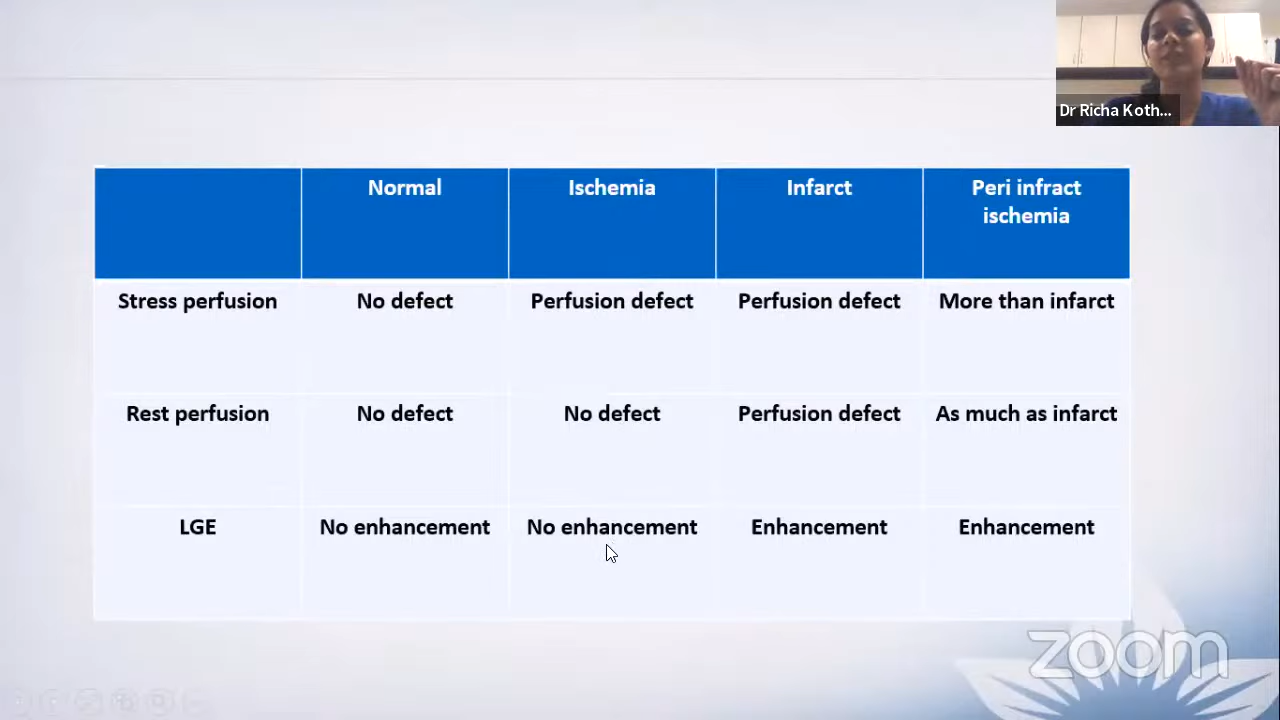 Dr Richa Koth...
Normal
Ischemia
Infarct
Peri infract
ischemia
Stress perfusion
No defect
Perfusion defect
Perfusion defect
More than infarct
Rest perfusion
No defect
No defect
Perfusion defect
As much as infarct
LGE
No enhancement
No enhancement
Enhancement
Enhancement
zoom